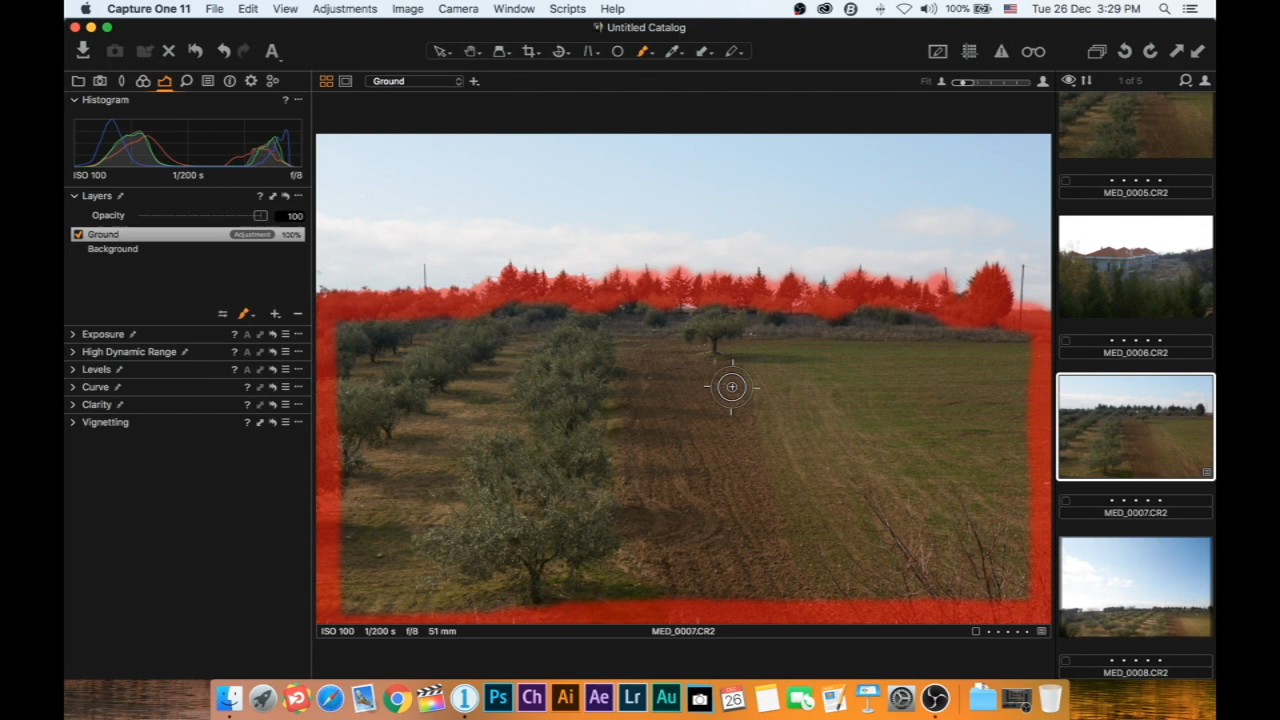 Capture One 11 File Edit View Adjustments Image Camera Window Scripts Help 100% Tue 26 Dec 3:29 PM
Untitled Catalog
Ground
Fit
1 of 5
Histogram
ISO 100 1/200 s f/8
Layers
Opacity 100
Ground Adjustment 100%
Background
Exposure
High Dynamic Range
Levels
Curve
Clarity
Vignetting
MED_0005.CR2
MED_0006.CR2
MED_0007.CR2
MED_0008.CR2
ISO 100 1/200 s f/8 51 mm MED_0007.CR2
1 Ps Ch Ai Ae Lr Au DEC 26